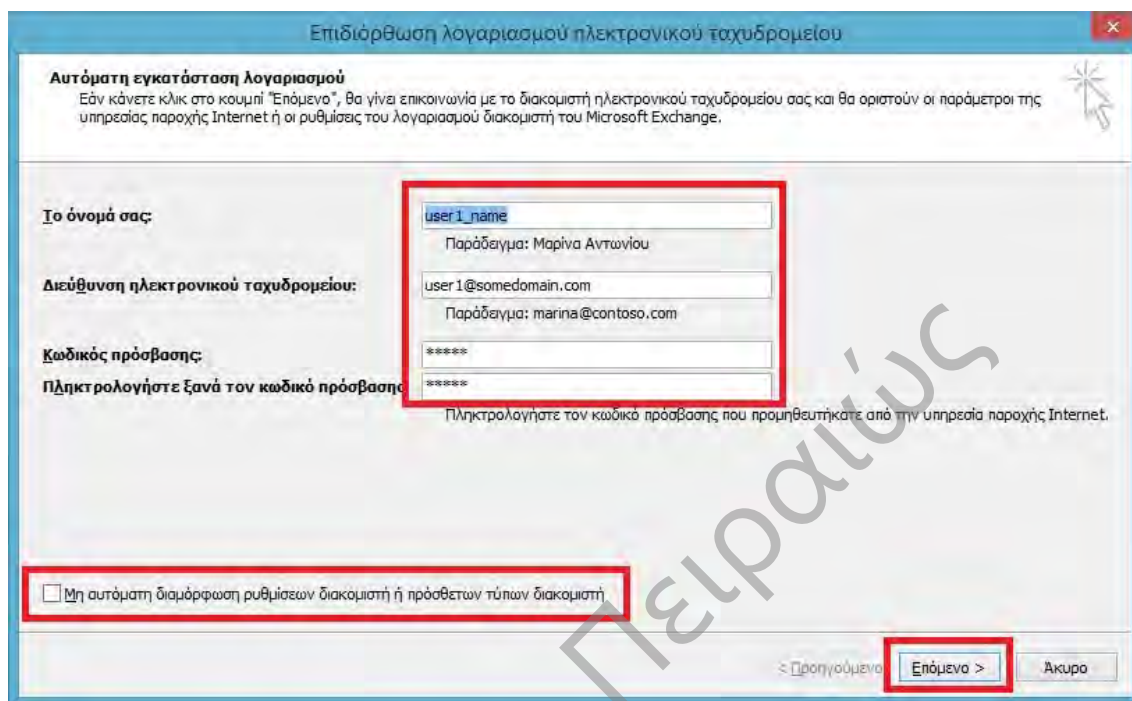 Επιδιόρθωση λογαριασμού ηλεκτρονικού ταχυδρομείου
Αυτόματη εγκατάσταση λογαριασμού
Εάν κάνετε κλικ στο κουμπί "Επόμενο", θα γίνει επικοινωνία με το διακομιστή ηλεκτρονικού ταχυδρομείου σας και θα οριστούν οι παράμετροι της
υπηρεσίας παροχής Internet ή οι ρυθμίσεις του λογαριασμού διακομιστή του Microsoft Exchange.
Το όνομά σας: user1_name
Παράδειγμα: Μαρίνα Αντωνίου
Διεύθυνση ηλεκτρονικού ταχυδρομείου: user1@somedomain.com
Παράδειγμα: marina@contoso.com
Κωδικός πρόσβασης: *****
Πληκτρολογήστε ξανά τον κωδικό πρόσβασης *****
Πληκτρολογήστε τον κωδικό πρόσβασης που προμηθευτήκατε από την υπηρεσία παροχής Internet.
Μη αυτόματη διαμόρφωση ρυθμίσεων διακομιστή ή πρόσθετων τύπων διακομιστή
< Προηγούμενο Επόμενο > Άκυρο
Πειραιώς